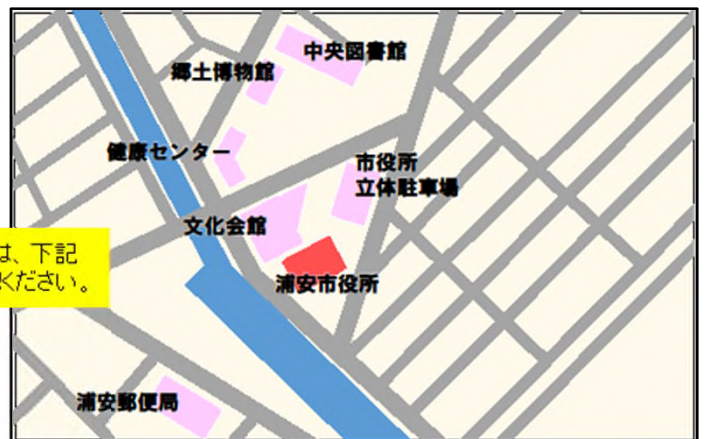 中央図書館
郷土博物館
健康センター
市役所
立体駐車場
文化会館
は、下記
ください。
浦安市役所
浦安郵便局